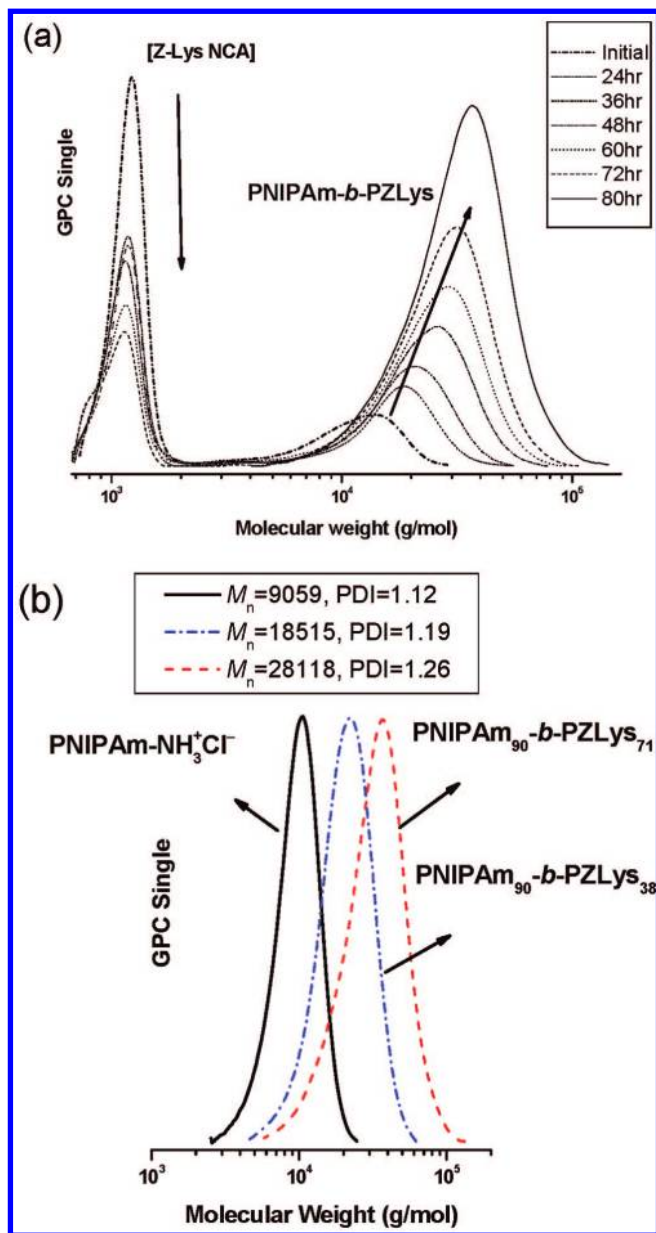 (a)
[Z-Lys NCA]
Initial
24hr
36hr
48hr
60hr
72hr
80hr
PNIPAm-b-PZLys
GPC Single
10³ 10⁴ 10⁵
Molecular weight (g/mol)
(b)
Mn=9059, PDI=1.12
Mn=18515, PDI=1.19
Mn=28118, PDI=1.26
PNIPAm-NH₃⁺Cl⁻
PNIPAm₉₀-b-PZLys₇₁
PNIPAm₉₀-b-PZLys₃₈
GPC Single
10³ 10⁴ 10⁵
Molecular Weight (g/mol)